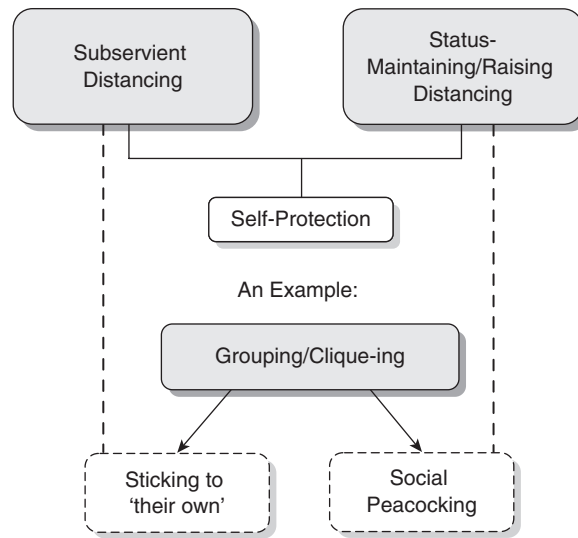 Subservient
Distancing
Status-
Maintaining/Raising
Distancing
Self-Protection
An Example:
Grouping/Clique-ing
Sticking to
‘their own’
Social
Peacocking